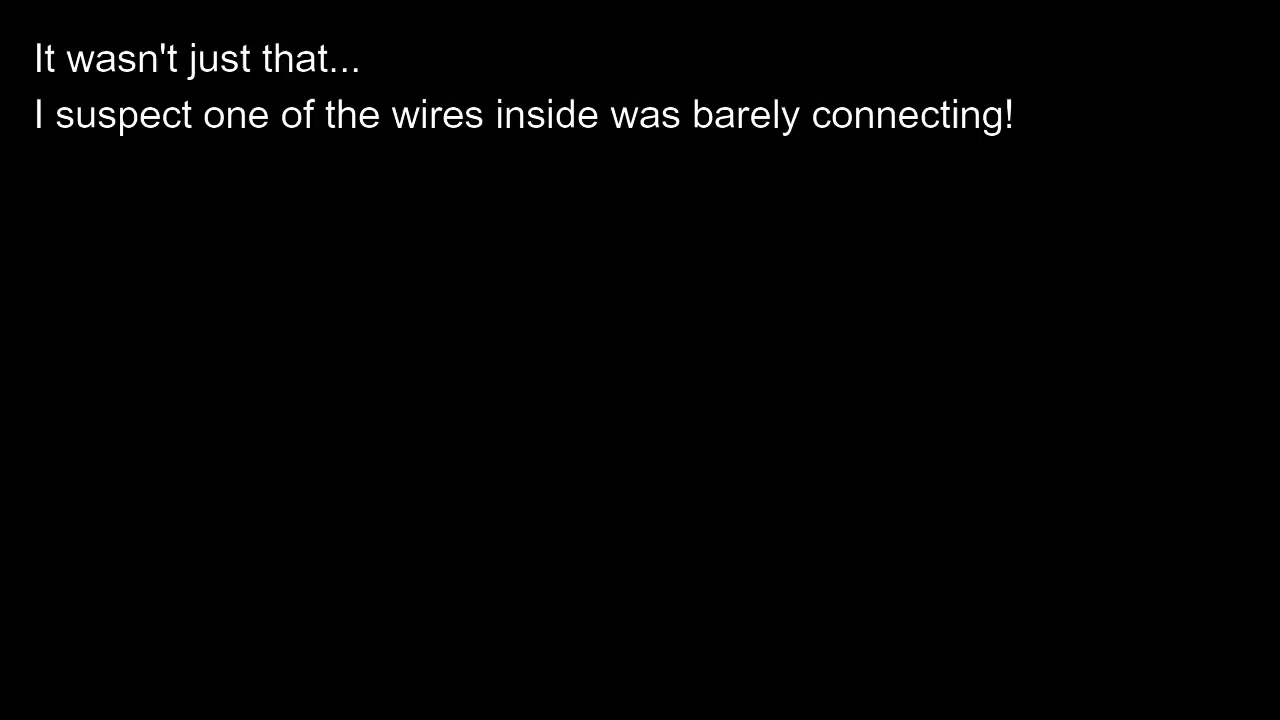 It wasn't just that...
I suspect one of the wires inside was barely connecting!